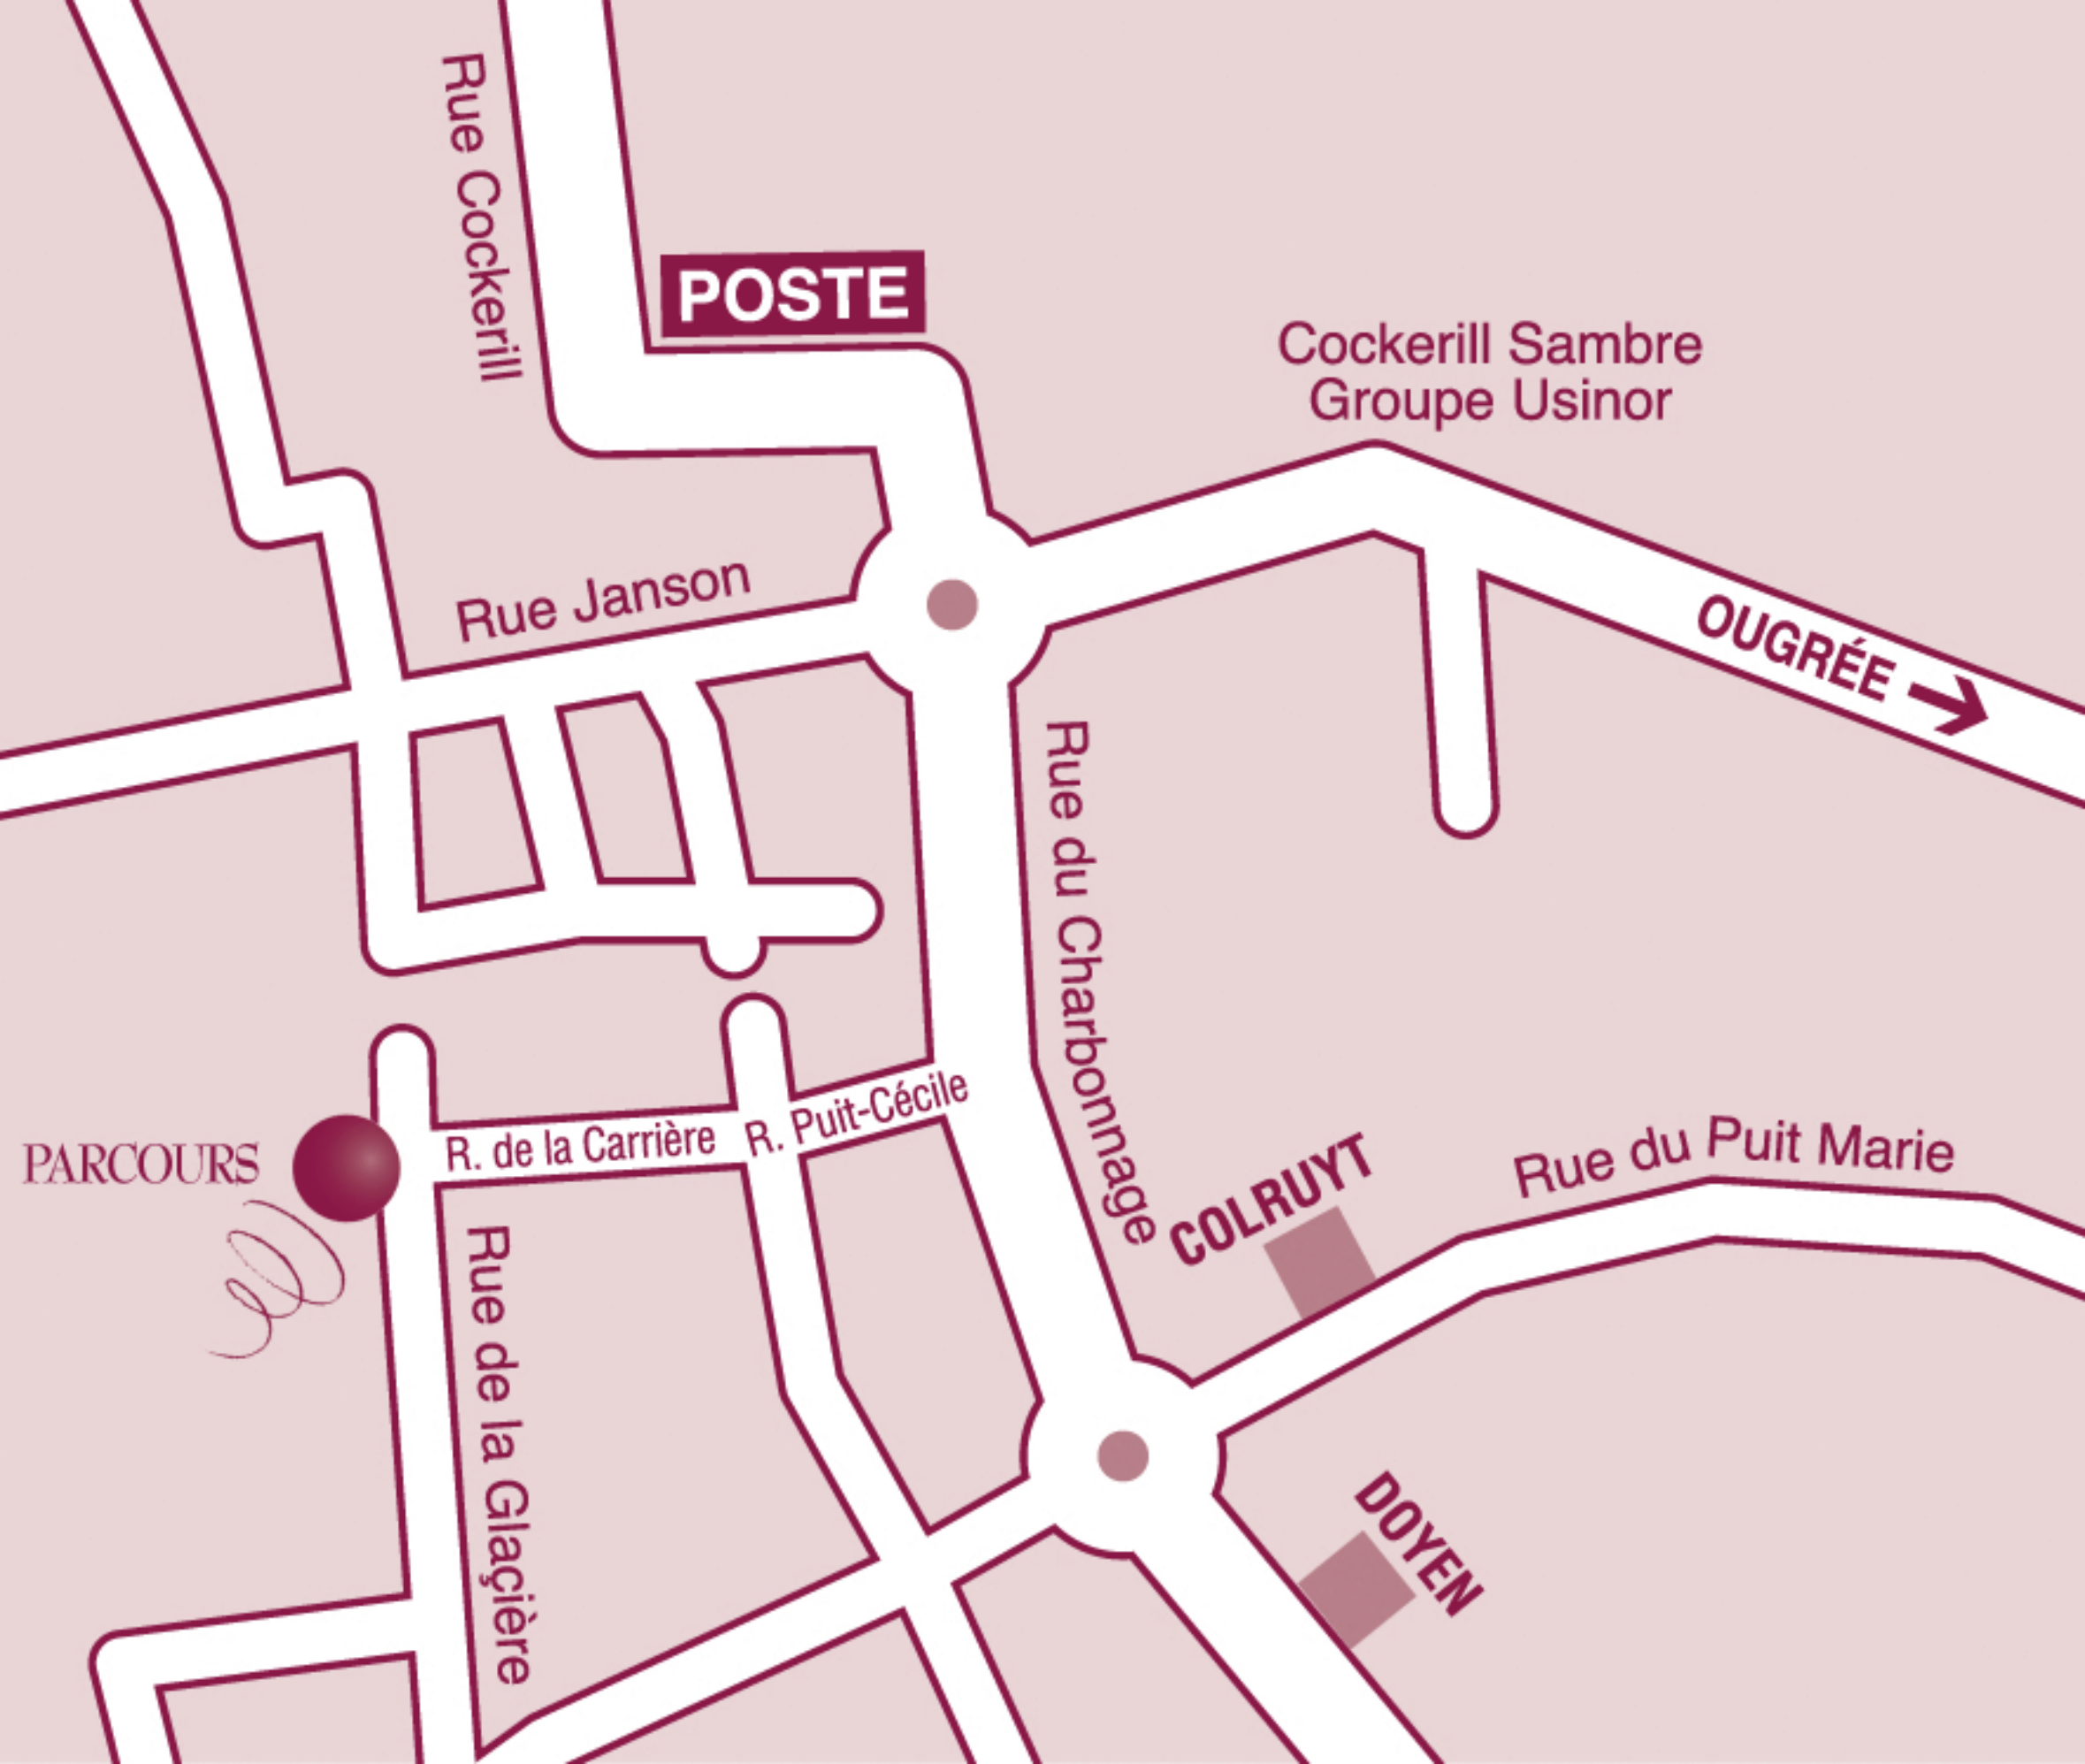 Rue Cockerill
POSTE
Cockerill Sambre
Groupe Usinor
Rue Janson
OUGRÉE
Rue du Charbonnage
R. Puit-Cécile
R. de la Carrière
PARCOURS
COLRUYT
Rue du Puit Marie
Rue de la Glaçière
DOYEN